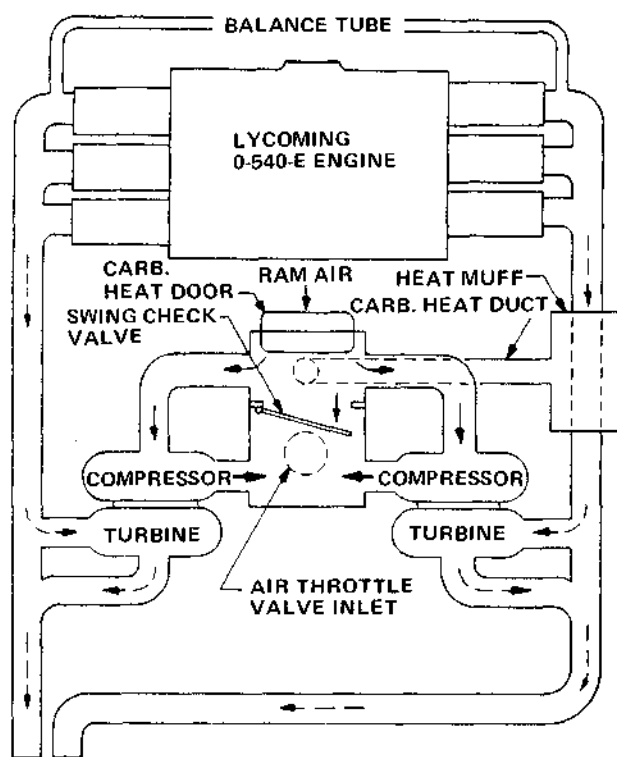 BALANCE TUBE
LYCOMING
0-540-E ENGINE
CARB.
HEAT DOOR
RAM AIR
HEAT MUFF
SWING CHECK
VALVE
CARB. HEAT DUCT
COMPRESSOR
COMPRESSOR
TURBINE
TURBINE
AIR THROTTLE
VALVE INLET